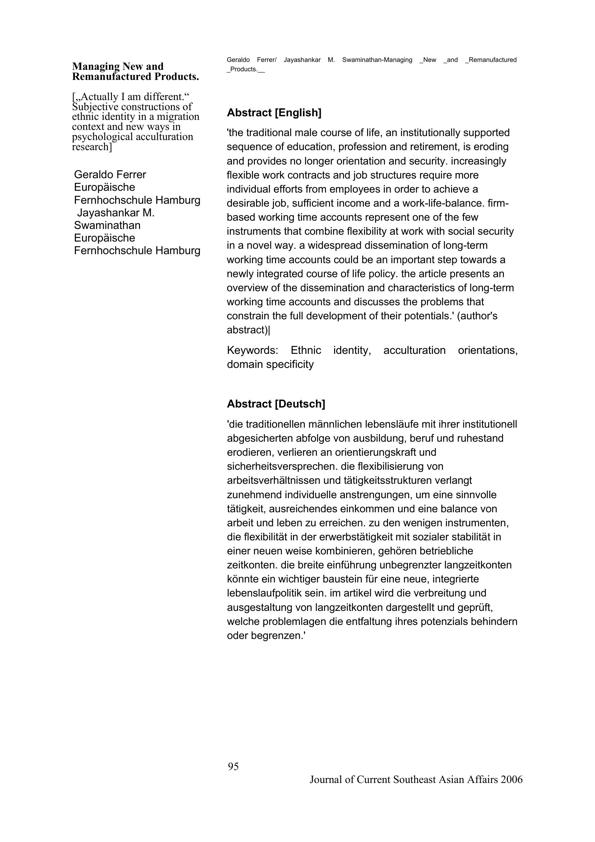 Managing New and
Remanufactured Products.
[„Actually I am different.“
Subjective constructions of
ethnic identity in a migration
context and new ways in
psychological acculturation
research]
Geraldo Ferrer
Europäische
Fernhochschule Hamburg
Jayashankar M.
Swaminathan
Europäische
Fernhochschule Hamburg
Geraldo Ferrer/ Jayashankar M. Swaminathan-Managing _New _and _Remanufactured
_Products.__
Abstract [English]
'the traditional male course of life, an institutionally supported
sequence of education, profession and retirement, is eroding
and provides no longer orientation and security. increasingly
flexible work contracts and job structures require more
individual efforts from employees in order to achieve a
desirable job, sufficient income and a work-life-balance. firm-
based working time accounts represent one of the few
instruments that combine flexibility at work with social security
in a novel way. a widespread dissemination of long-term
working time accounts could be an important step towards a
newly integrated course of life policy. the article presents an
overview of the dissemination and characteristics of long-term
working time accounts and discusses the problems that
constrain the full development of their potentials.' (author's
abstract)|
Keywords: Ethnic identity, acculturation orientations,
domain specificity
Abstract [Deutsch]
'die traditionellen männlichen lebensläufe mit ihrer institutionell
abgesicherten abfolge von ausbildung, beruf und ruhestand
erodieren, verlieren an orientierungskraft und
sicherheitsversprechen. die flexibilisierung von
arbeitsverhältnissen und tätigkeitsstrukturen verlangt
zunehmend individuelle anstrengungen, um eine sinnvolle
tätigkeit, ausreichendes einkommen und eine balance von
arbeit und leben zu erreichen. zu den wenigen instrumenten,
die flexibilität in der erwerbstätigkeit mit sozialer stabilität in
einer neuen weise kombinieren, gehören betriebliche
zeitkonten. die breite einführung unbegrenzter langzeitkonten
könnte ein wichtiger baustein für eine neue, integrierte
lebenslaufpolitik sein. im artikel wird die verbreitung und
ausgestaltung von langzeitkonten dargestellt und geprüft,
welche problemlagen die entfaltung ihres potenzials behindern
oder begrenzen.'
95
Journal of Current Southeast Asian Affairs 2006